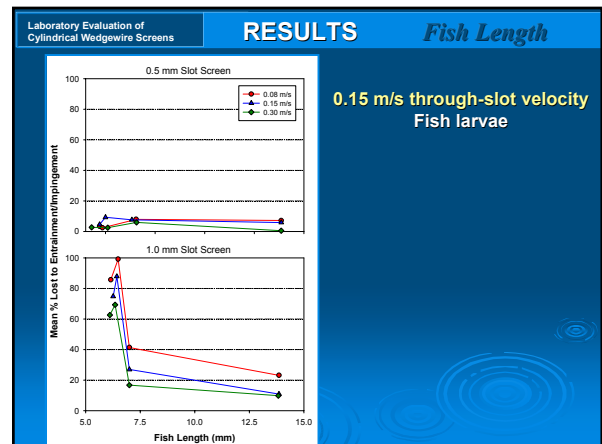 Laboratory Evaluation of
Cylindrical Wedgewire Screens
RESULTS
Fish Length
0.5 mm Slot Screen
100
80
60
40
20
0
0.08 m/s
0.15 m/s
0.30 m/s
1.0 mm Slot Screen
100
80
60
40
20
0
5.0 7.5 10.0 12.5 15.0
Fish Length (mm)
Mean % Lost to Entrainment/Impingement
0.15 m/s through-slot velocity
Fish larvae